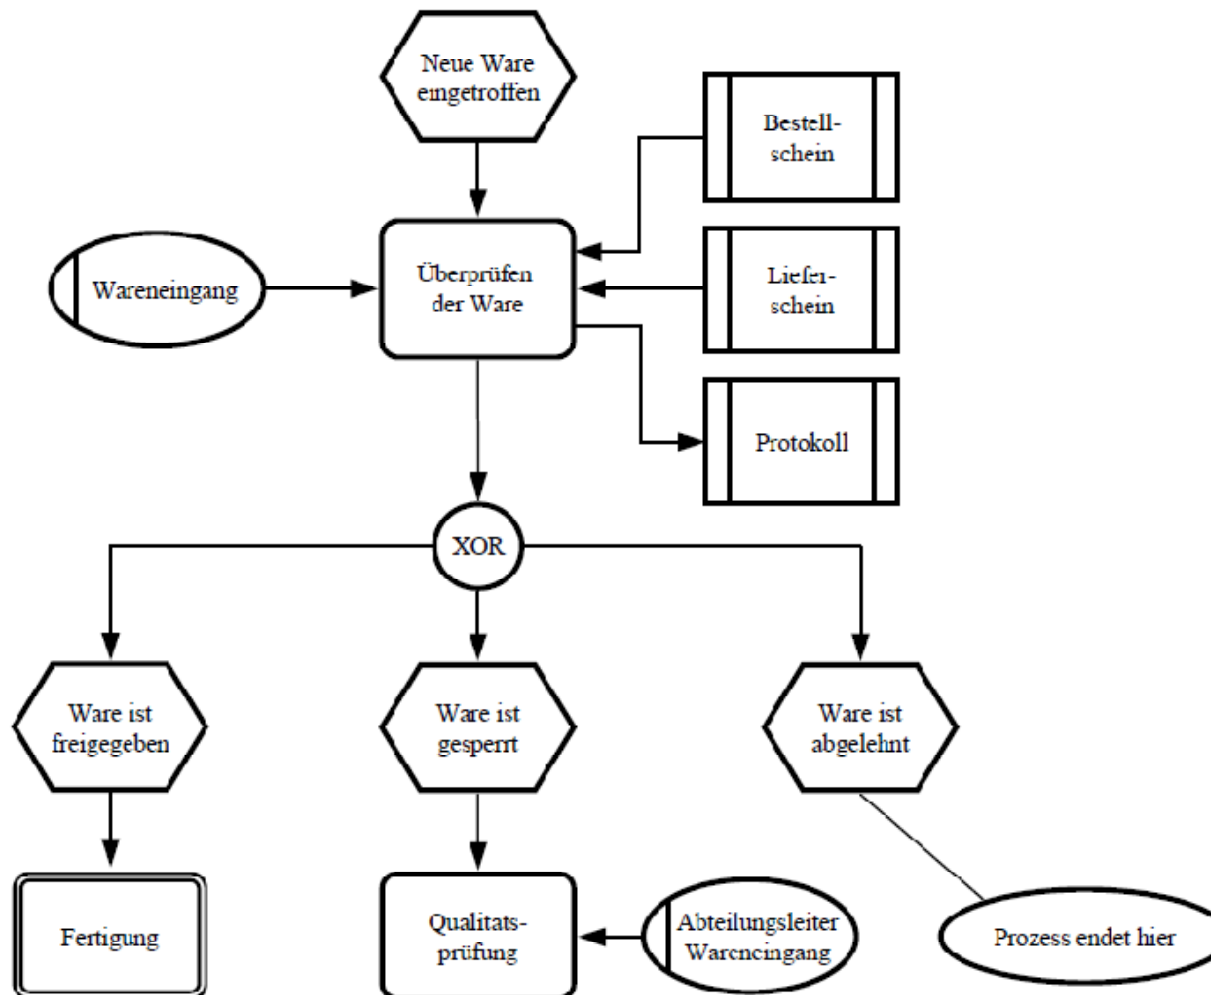 Neue Ware
eingetroffen
Bestell-
schein
Überprüfen
der Ware
Wareneingang
Liefer-
schein
Protokoll
XOR
Ware ist
freigegeben
Ware ist
gesperrt
Ware ist
abgelehnt
Fertigung
Qualitäts-
prüfung
Abteilungsleiter
Wareneingang
Prozess endet hier